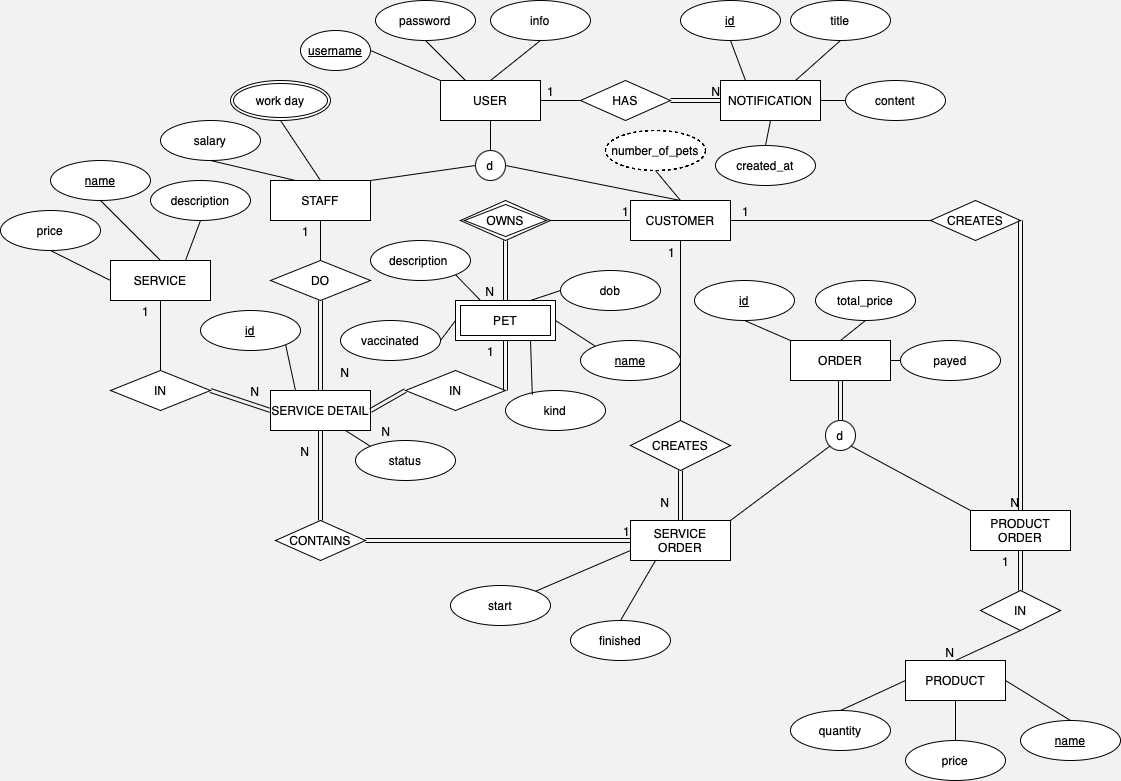 password
info
id
title
username
USER
1
HAS
N
NOTIFICATION
content
work day
salary
number_of_pets
created_at
d
name
description
STAFF
1
OWNS
1
CUSTOMER
1
CREATES
price
SERVICE
1
DO
description
1
N
dob
id
total_price
PET
id
vaccinated
1
name
ORDER
payed
IN
N
N
IN
kind
SERVICE DETAIL
N
N
status
CREATES
d
N
N
CONTAINS
1
SERVICE
ORDER
PRODUCT
ORDER
1
start
finished
IN
N
PRODUCT
quantity
price
name